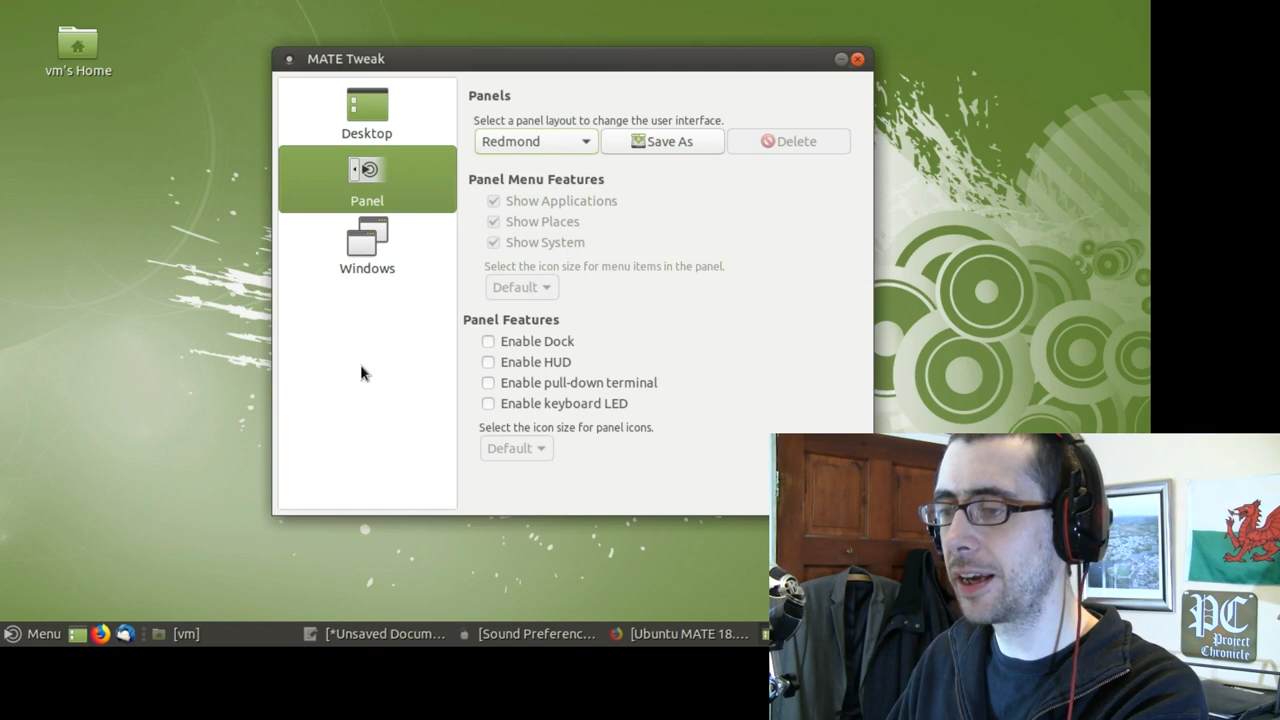 vm's Home
MATE Tweak
Desktop
Panel
Windows
Panels
Select a panel layout to change the user interface.
Redmond
Save As
Delete
Panel Menu Features
Show Applications
Show Places
Show System
Select the icon size for menu items in the panel.
Default
Panel Features
Enable Dock
Enable HUD
Enable pull-down terminal
Enable keyboard LED
Select the icon size for panel icons.
Default
Menu
[vm]
[*Unsaved Docum...
[Sound Preferenc...
[Ubuntu MATE 18....
PC
Project
Chronicle